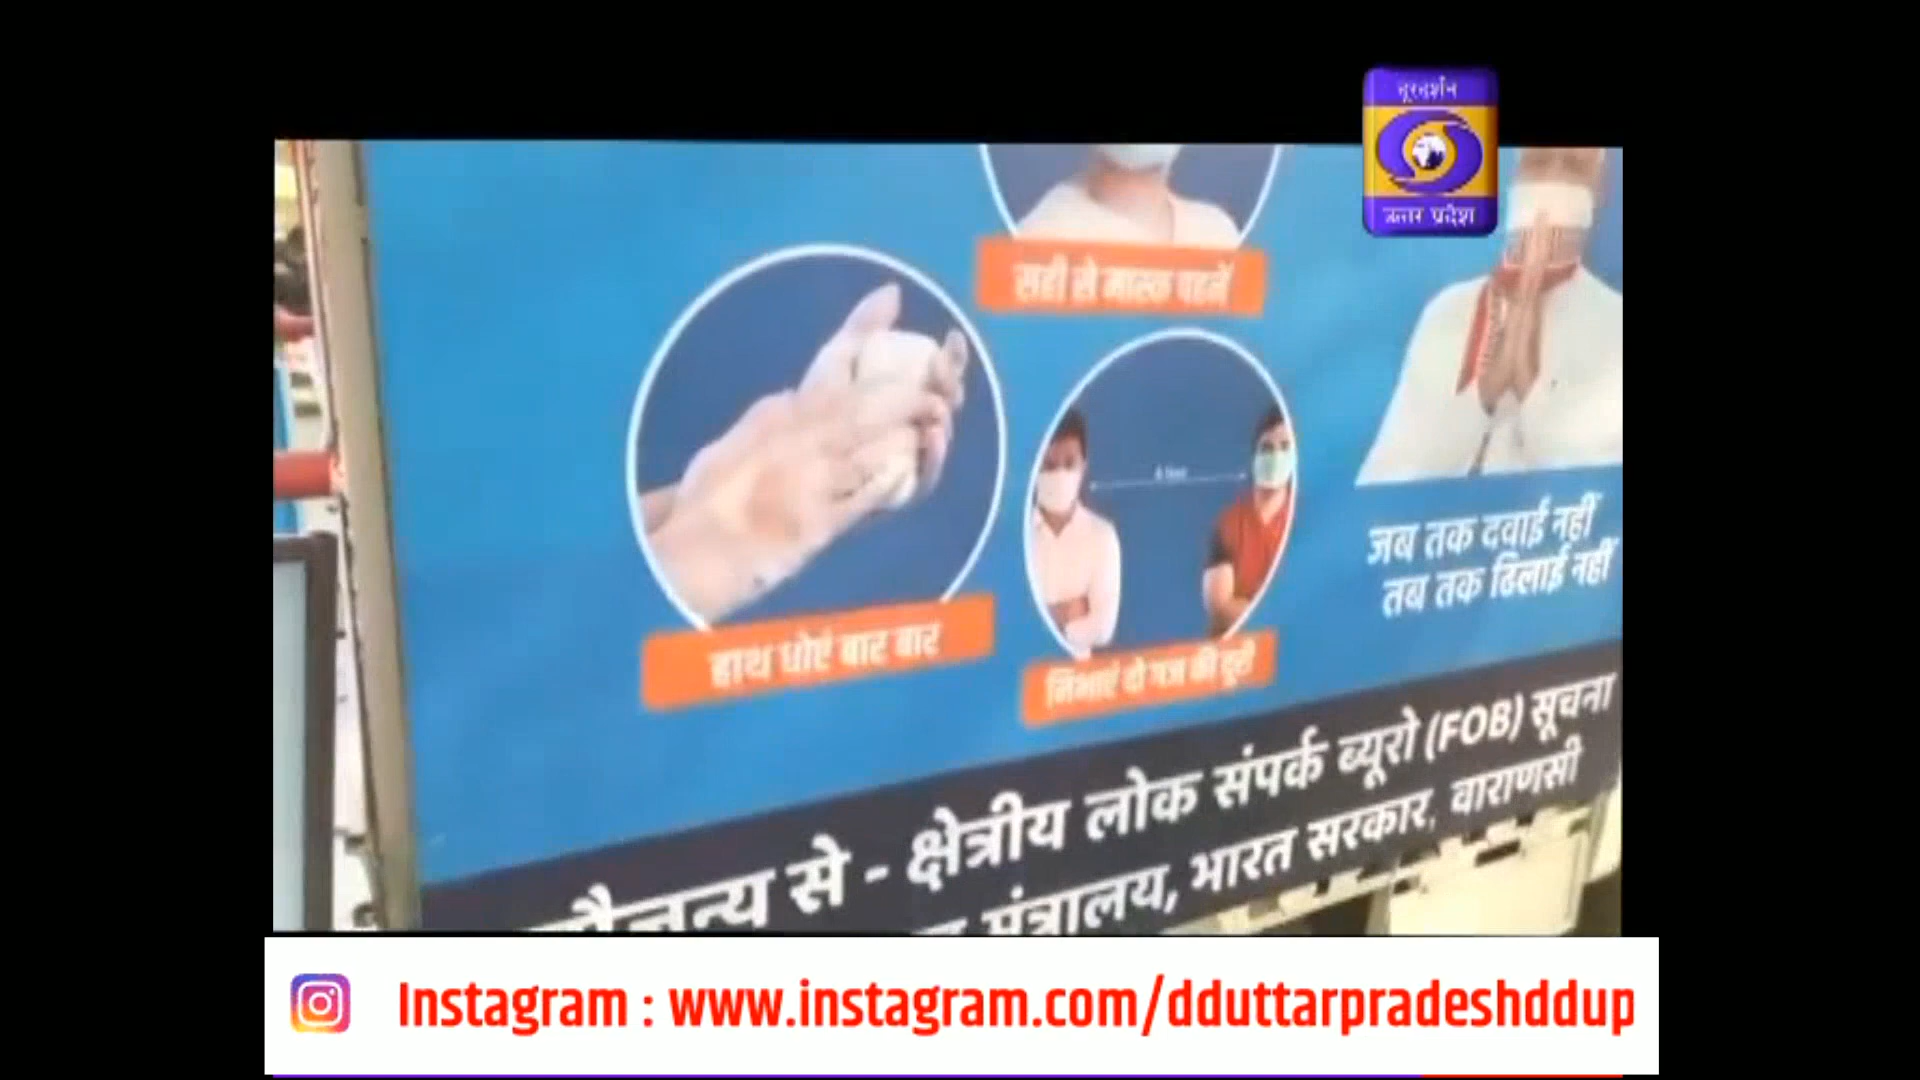 दूरदर्शन
उत्तर प्रदेश
सही से मास्क पहनें
हाथ धोएं बार बार
निभाएं दो गज की दूरी
जब तक दवाई नहीं
तब तक ढिलाई नहीं
सौजन्य से - क्षेत्रीय लोक संपर्क ब्यूरो (FOB) सूचना
मंत्रालय, भारत सरकार, वाराणसी
Instagram : www.instagram.com/dduttarpradeshddup